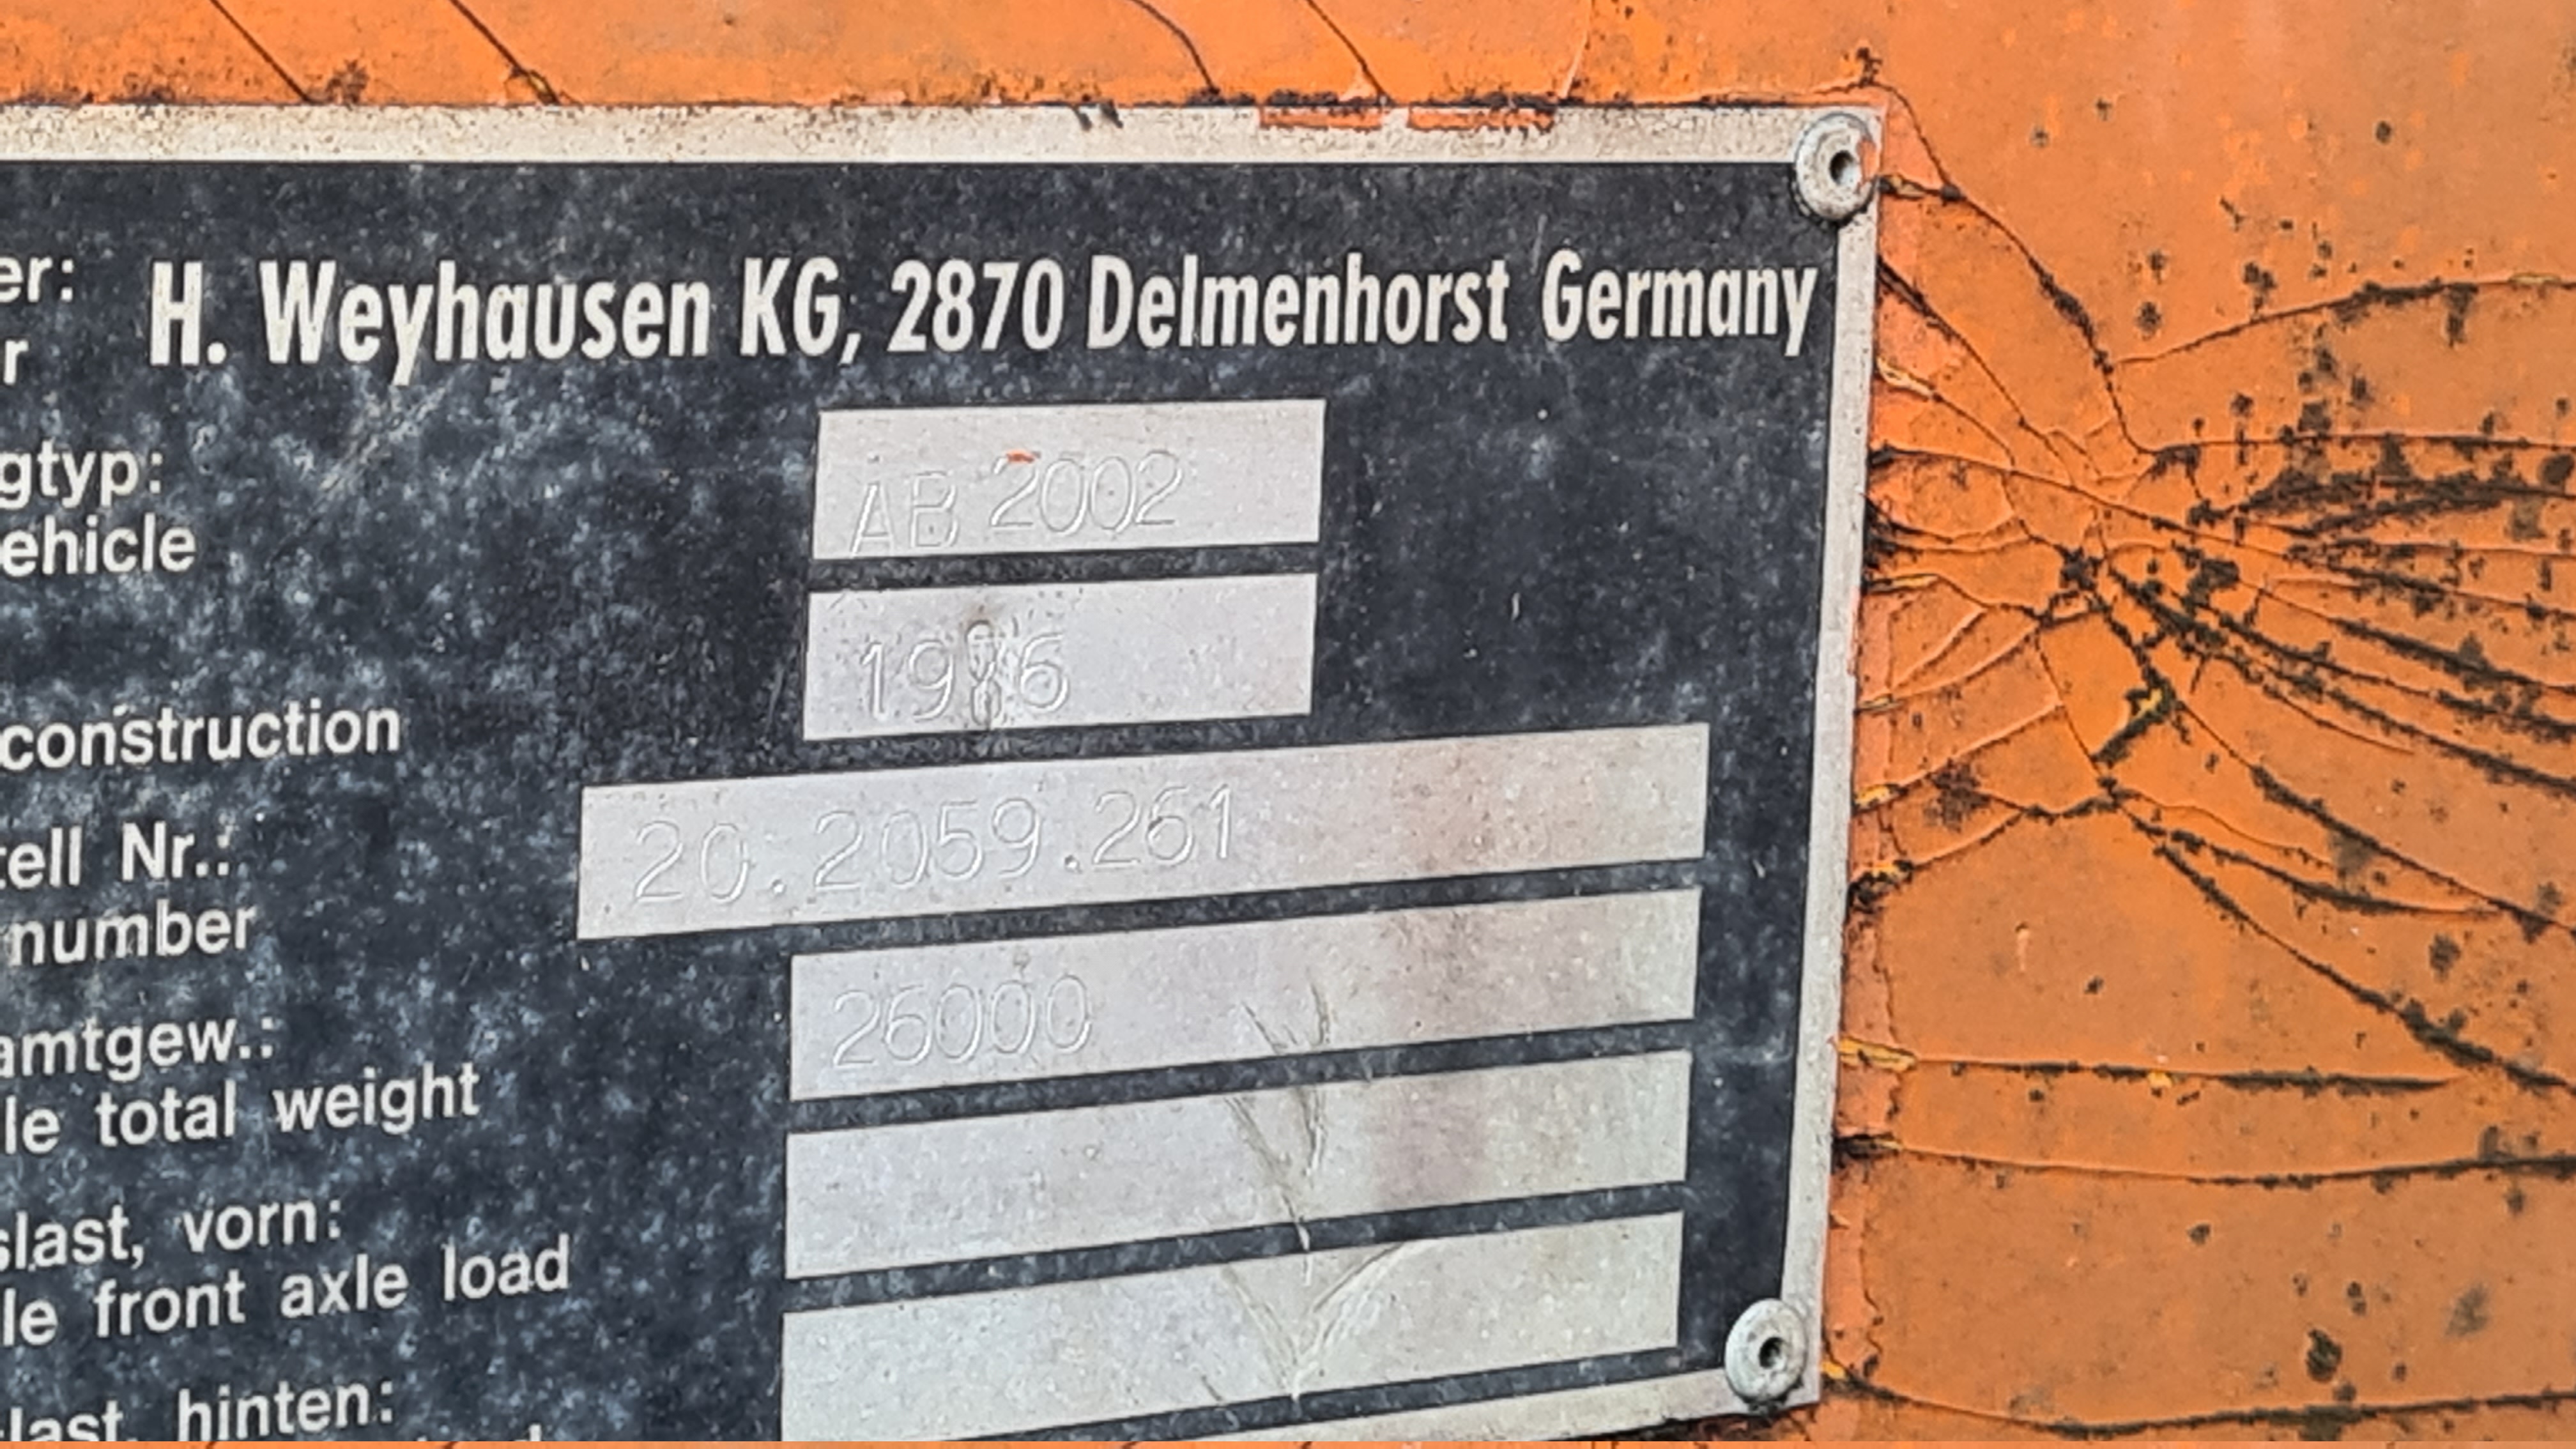 er: H. Weyhausen KG, 2870 Delmenhorst Germany
r
gtyp: AB 2002
ehicle
1986
construction
tell Nr.: 20.2059.261
number
amtgew.: 26000
le total weight
slast, vorn:
le front axle load
last, hinten: